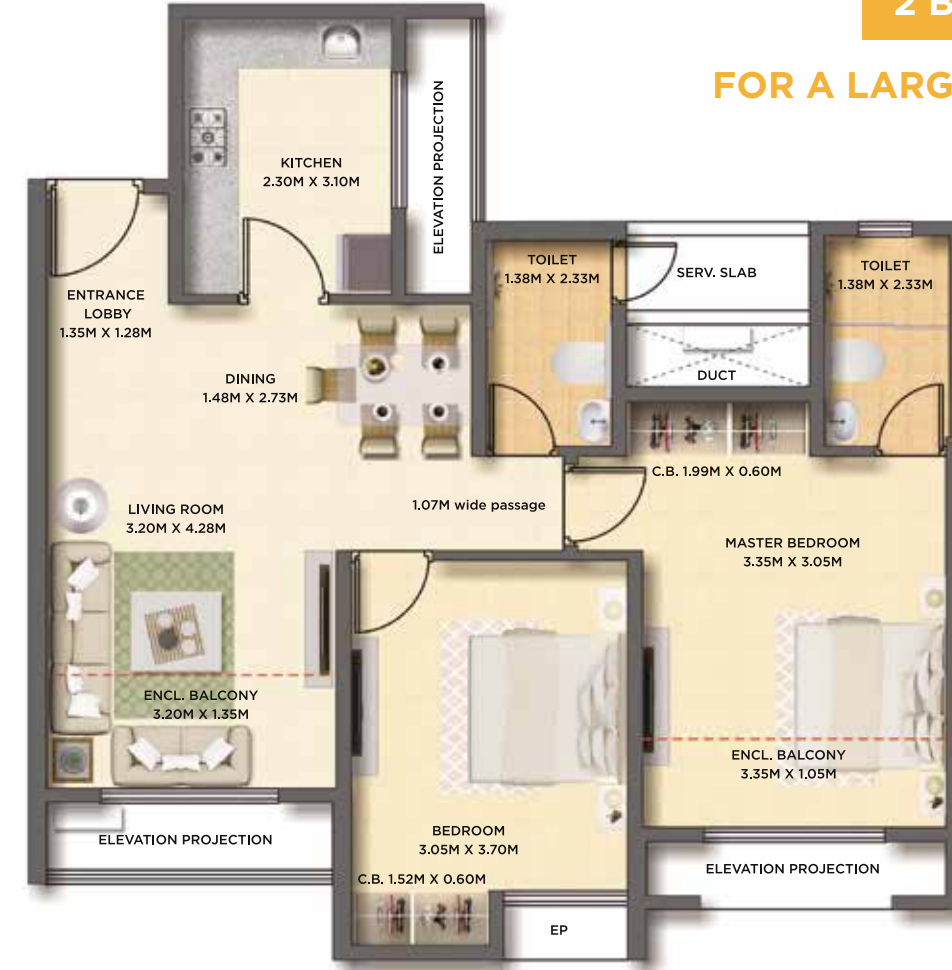 2 B
FOR A LARG
KITCHEN
2.30M X 3.10M
ELEVATION PROJECTION
ENTRANCE
LOBBY
1.35M X 1.28M
TOILET
1.38M X 2.33M
SERV. SLAB
TOILET
1.38M X 2.33M
DUCT
DINING
1.48M X 2.73M
C.B. 1.99M X 0.60M
LIVING ROOM
3.20M X 4.28M
1.07M wide passage
MASTER BEDROOM
3.35M X 3.05M
ENCL. BALCONY
3.20M X 1.35M
ENCL. BALCONY
3.35M X 1.05M
ELEVATION PROJECTION
BEDROOM
3.05M X 3.70M
C.B. 1.52M X 0.60M
ELEVATION PROJECTION
EP